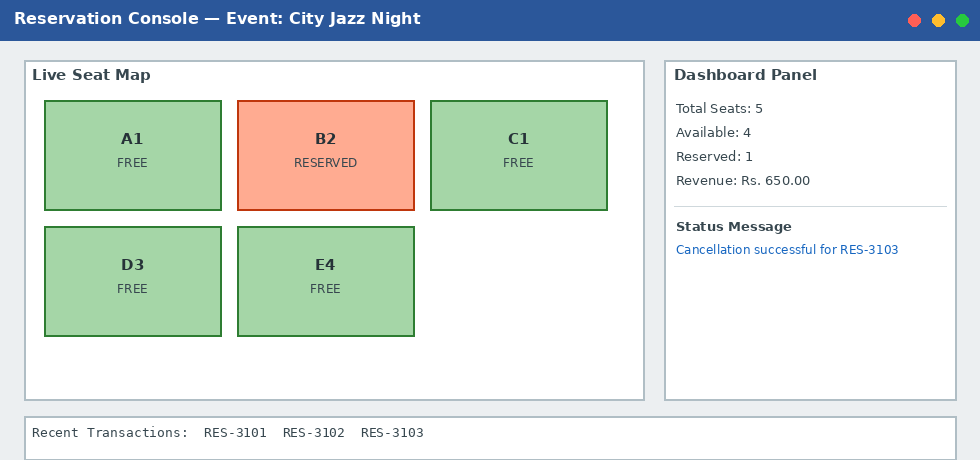 Reservation Console — Event: City Jazz Night
Live Seat Map
A1
FREE
B2
RESERVED
C1
FREE
D3
FREE
E4
FREE
Dashboard Panel
Total Seats: 5
Available: 4
Reserved: 1
Revenue: Rs. 650.00
Status Message
Cancellation successful for RES-3103
Recent Transactions:  RES-3101  RES-3102  RES-3103